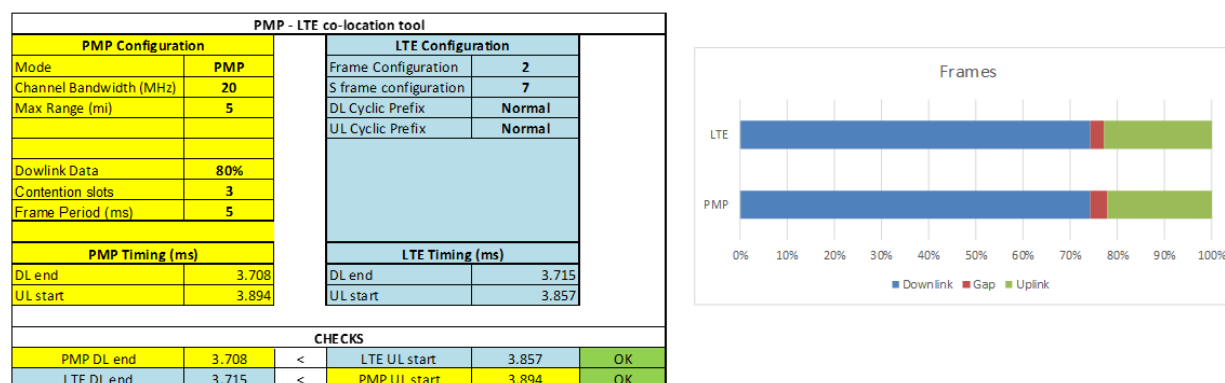 PMP - LTE co-location tool
PMP Configuration LTE Configuration
Mode PMP Frame Configuration 2
Channel Bandwidth (MHz) 20 S frame configuration 7
Max Range (mi) 5 DL Cyclic Prefix Normal
UL Cyclic Prefix Normal
Dowlink Data 80%
Contention slots 3
Frame Period (ms) 5
PMP Timing (ms) LTE Timing (ms)
DL end 3.708 DL end 3.715
UL start 3.894 UL start 3.857
CHECKS
PMP DL end 3.708 < LTE UL start 3.857 OK
LTE DL end 3.715 < PMP UL start 3.894 OK
Frames
LTE
PMP
0% 10% 20% 30% 40% 50% 60% 70% 80% 90% 100%
Downlink Gap Uplink